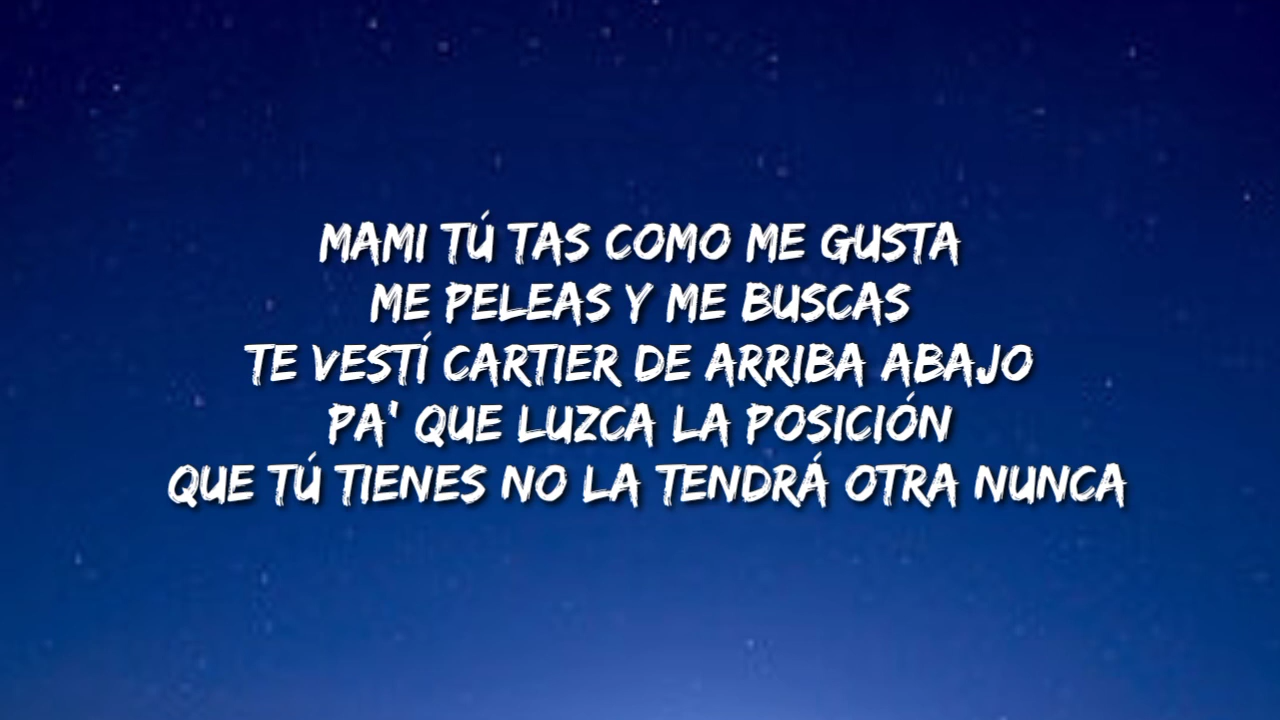 MAMI TÚ TAS COMO ME GUSTA
ME PELEAS Y ME BUSCAS
TE VESTÍ CARTIER DE ARRIBA ABAJO
PA' QUE LUZCA LA POSICIÓN
QUE TÚ TIENES NO LA TENDRÁ OTRA NUNCA